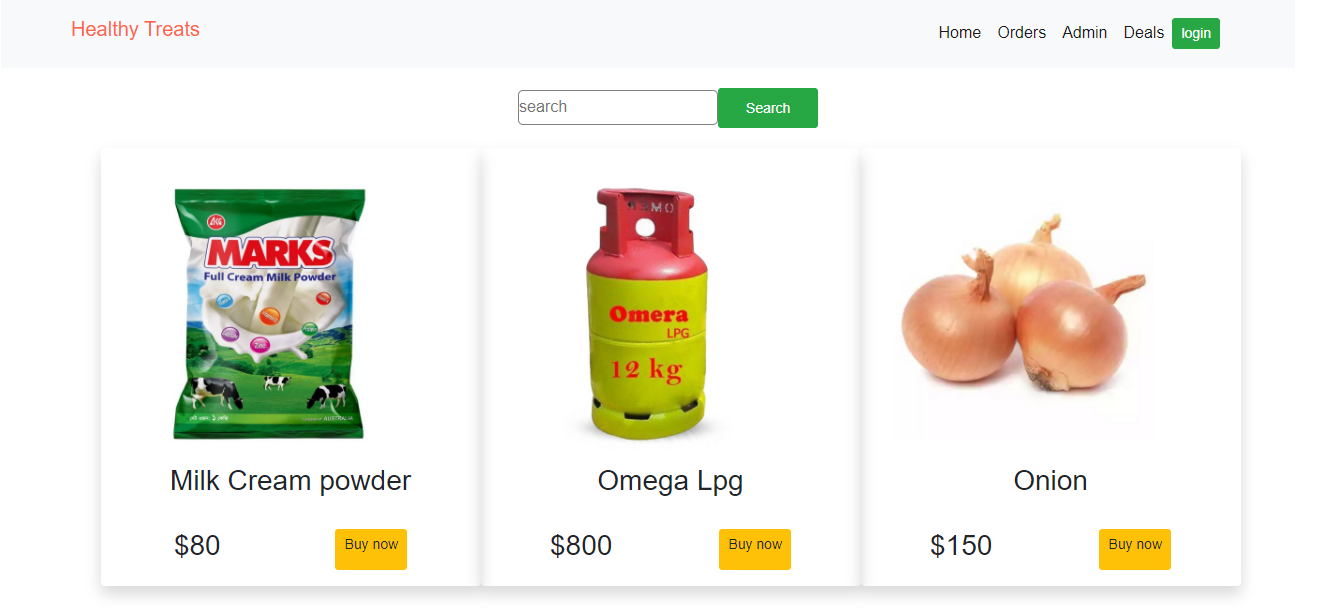 Healthy Treats
Home Orders Admin Deals login
search Search
MARKS
Full Cream Milk Powder
AUSTRALIA
Omera
LPG
12 kg
Milk Cream powder
Omega Lpg
Onion
$80 Buy now
$800 Buy now
$150 Buy now